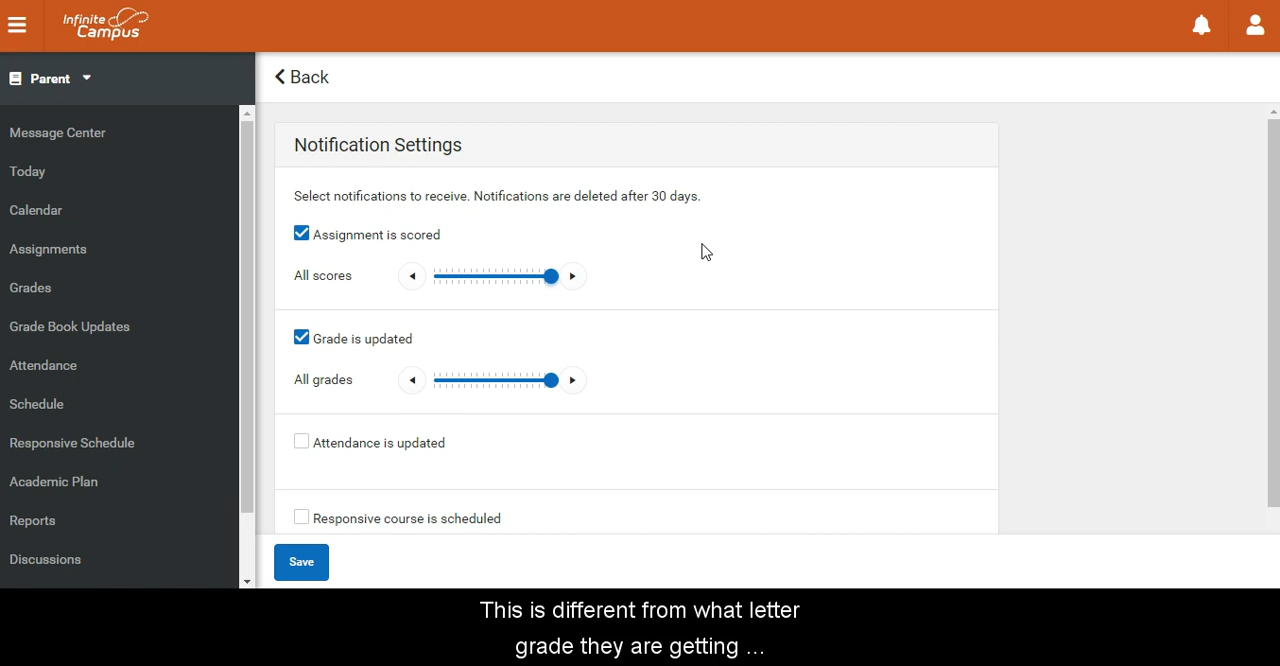 Infinite
Campus
Parent
Back
Message Center
Today
Calendar
Assignments
Grades
Grade Book Updates
Attendance
Schedule
Responsive Schedule
Academic Plan
Reports
Discussions
Notification Settings
Select notifications to receive. Notifications are deleted after 30 days.
Assignment is scored
All scores
Grade is updated
All grades
Attendance is updated
Responsive course is scheduled
Save
This is different from what letter
grade they are getting ...